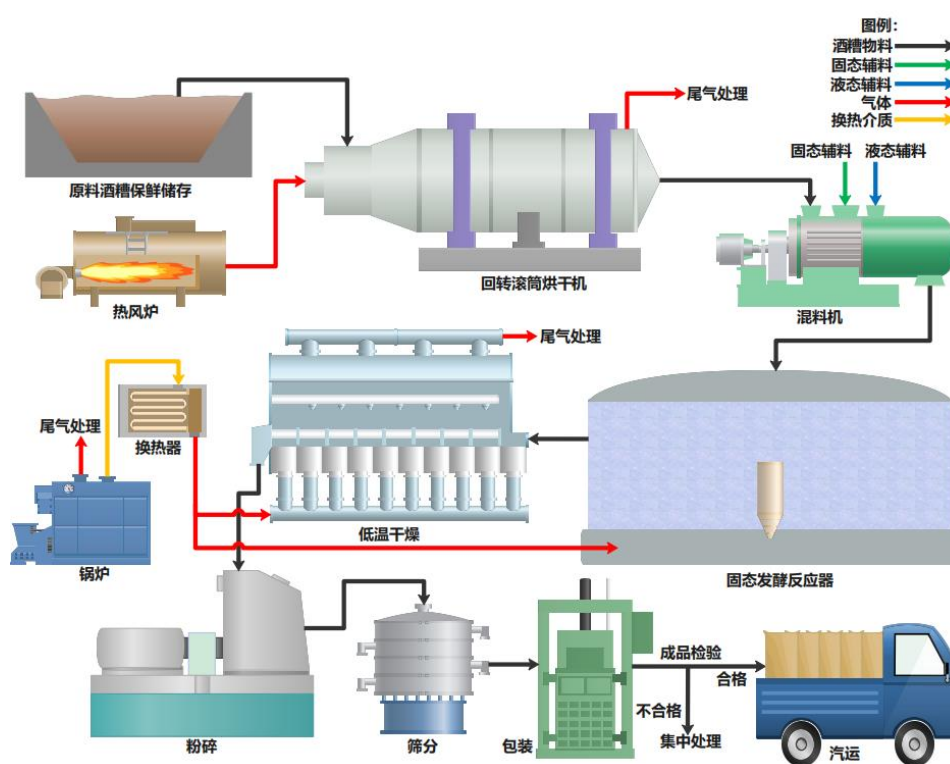 图例：
酒糟物料
固态辅料
液态辅料
气体
换热介质
尾气处理
原料酒糟保鲜储存
固态辅料 液态辅料
热风炉
回转滚筒烘干机
混料机
尾气处理
尾气处理
换热器
锅炉
低温干燥
固态发酵反应器
粉碎
筛分
包装
成品检验
合格
不合格
集中处理
汽运